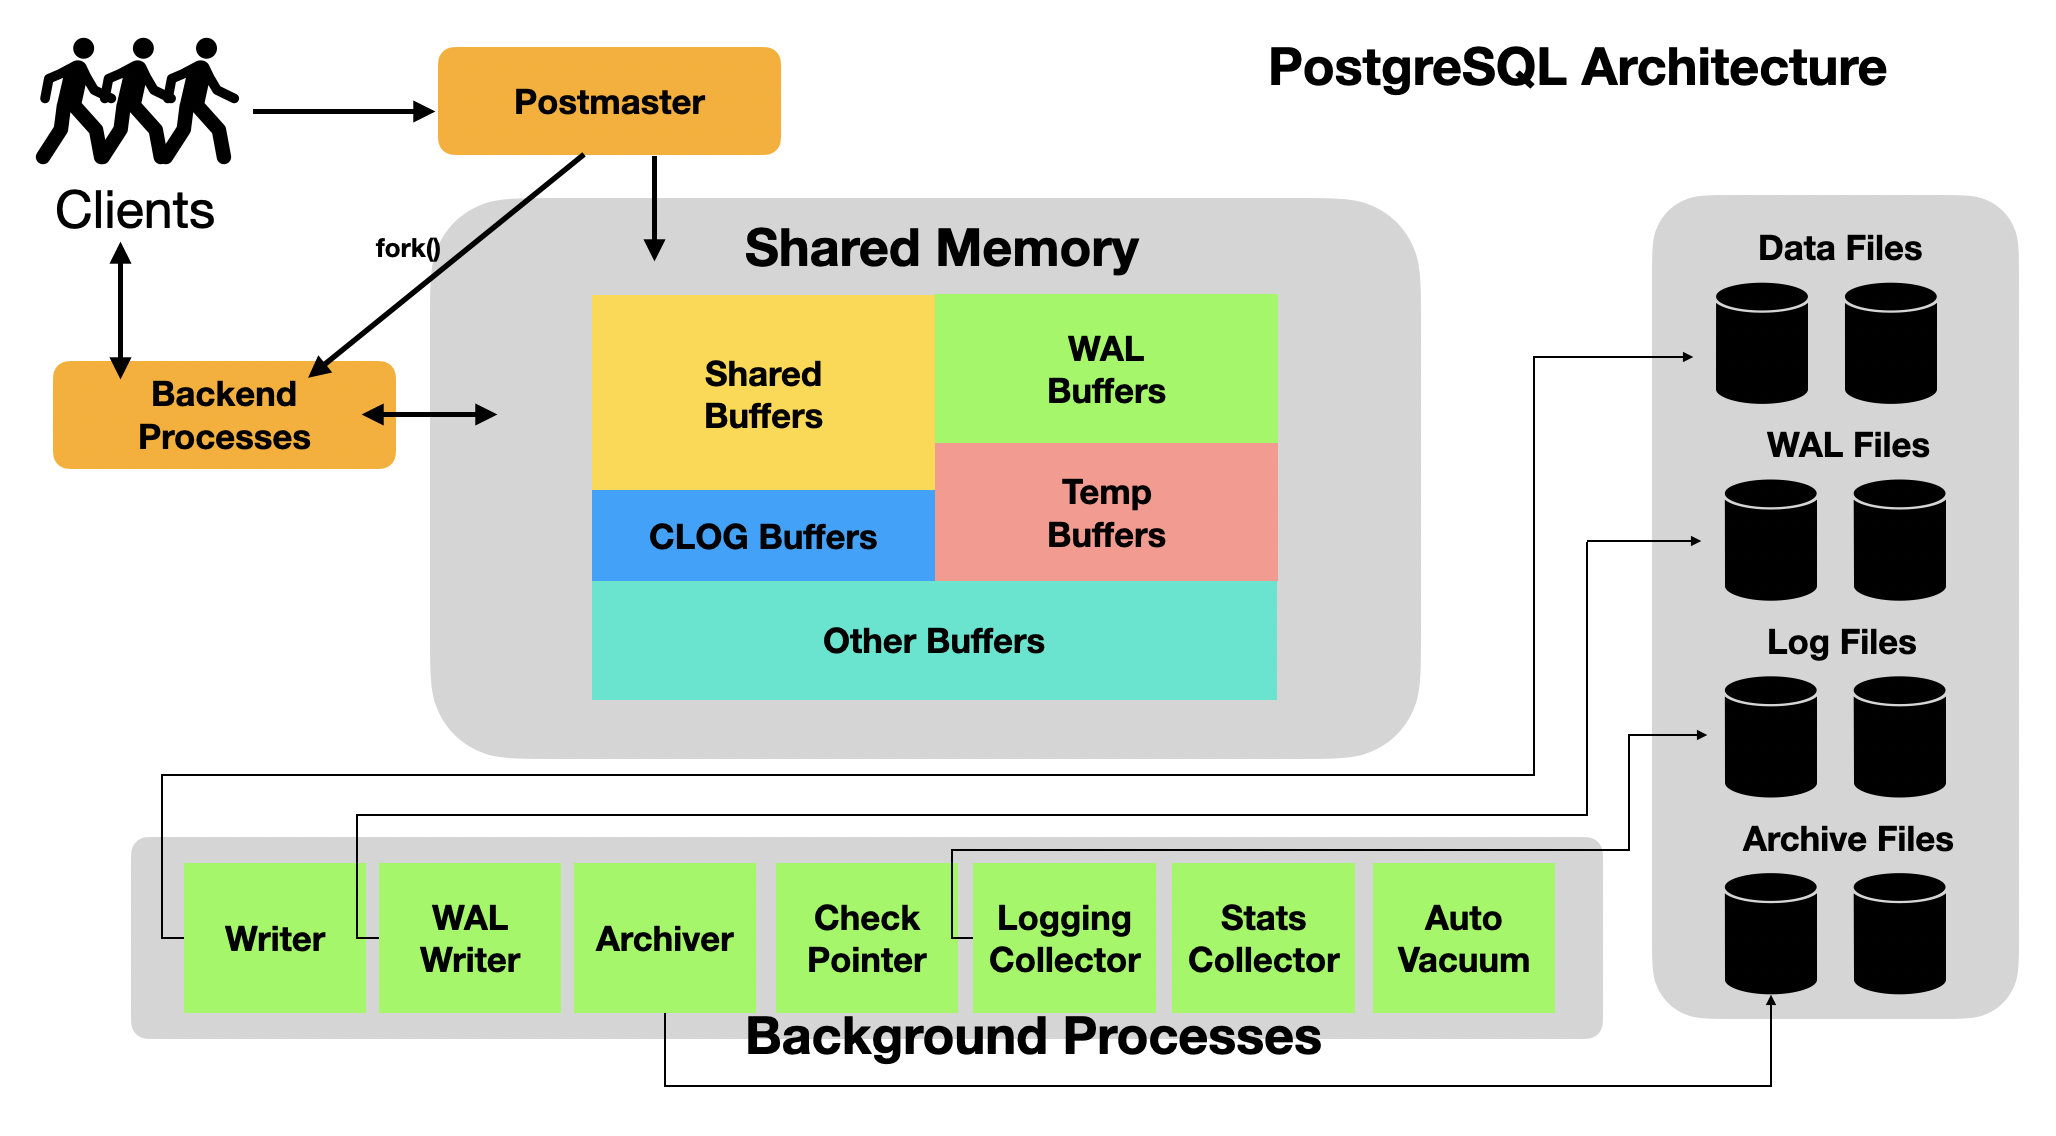 PostgreSQL Architecture
Postmaster
Clients
fork()
Backend
Processes
Shared Memory
Shared
Buffers
WAL
Buffers
CLOG Buffers
Temp
Buffers
Other Buffers
Data Files
WAL Files
Log Files
Archive Files
Writer
WAL
Writer
Archiver
Check
Pointer
Logging
Collector
Stats
Collector
Auto
Vacuum
Background Processes